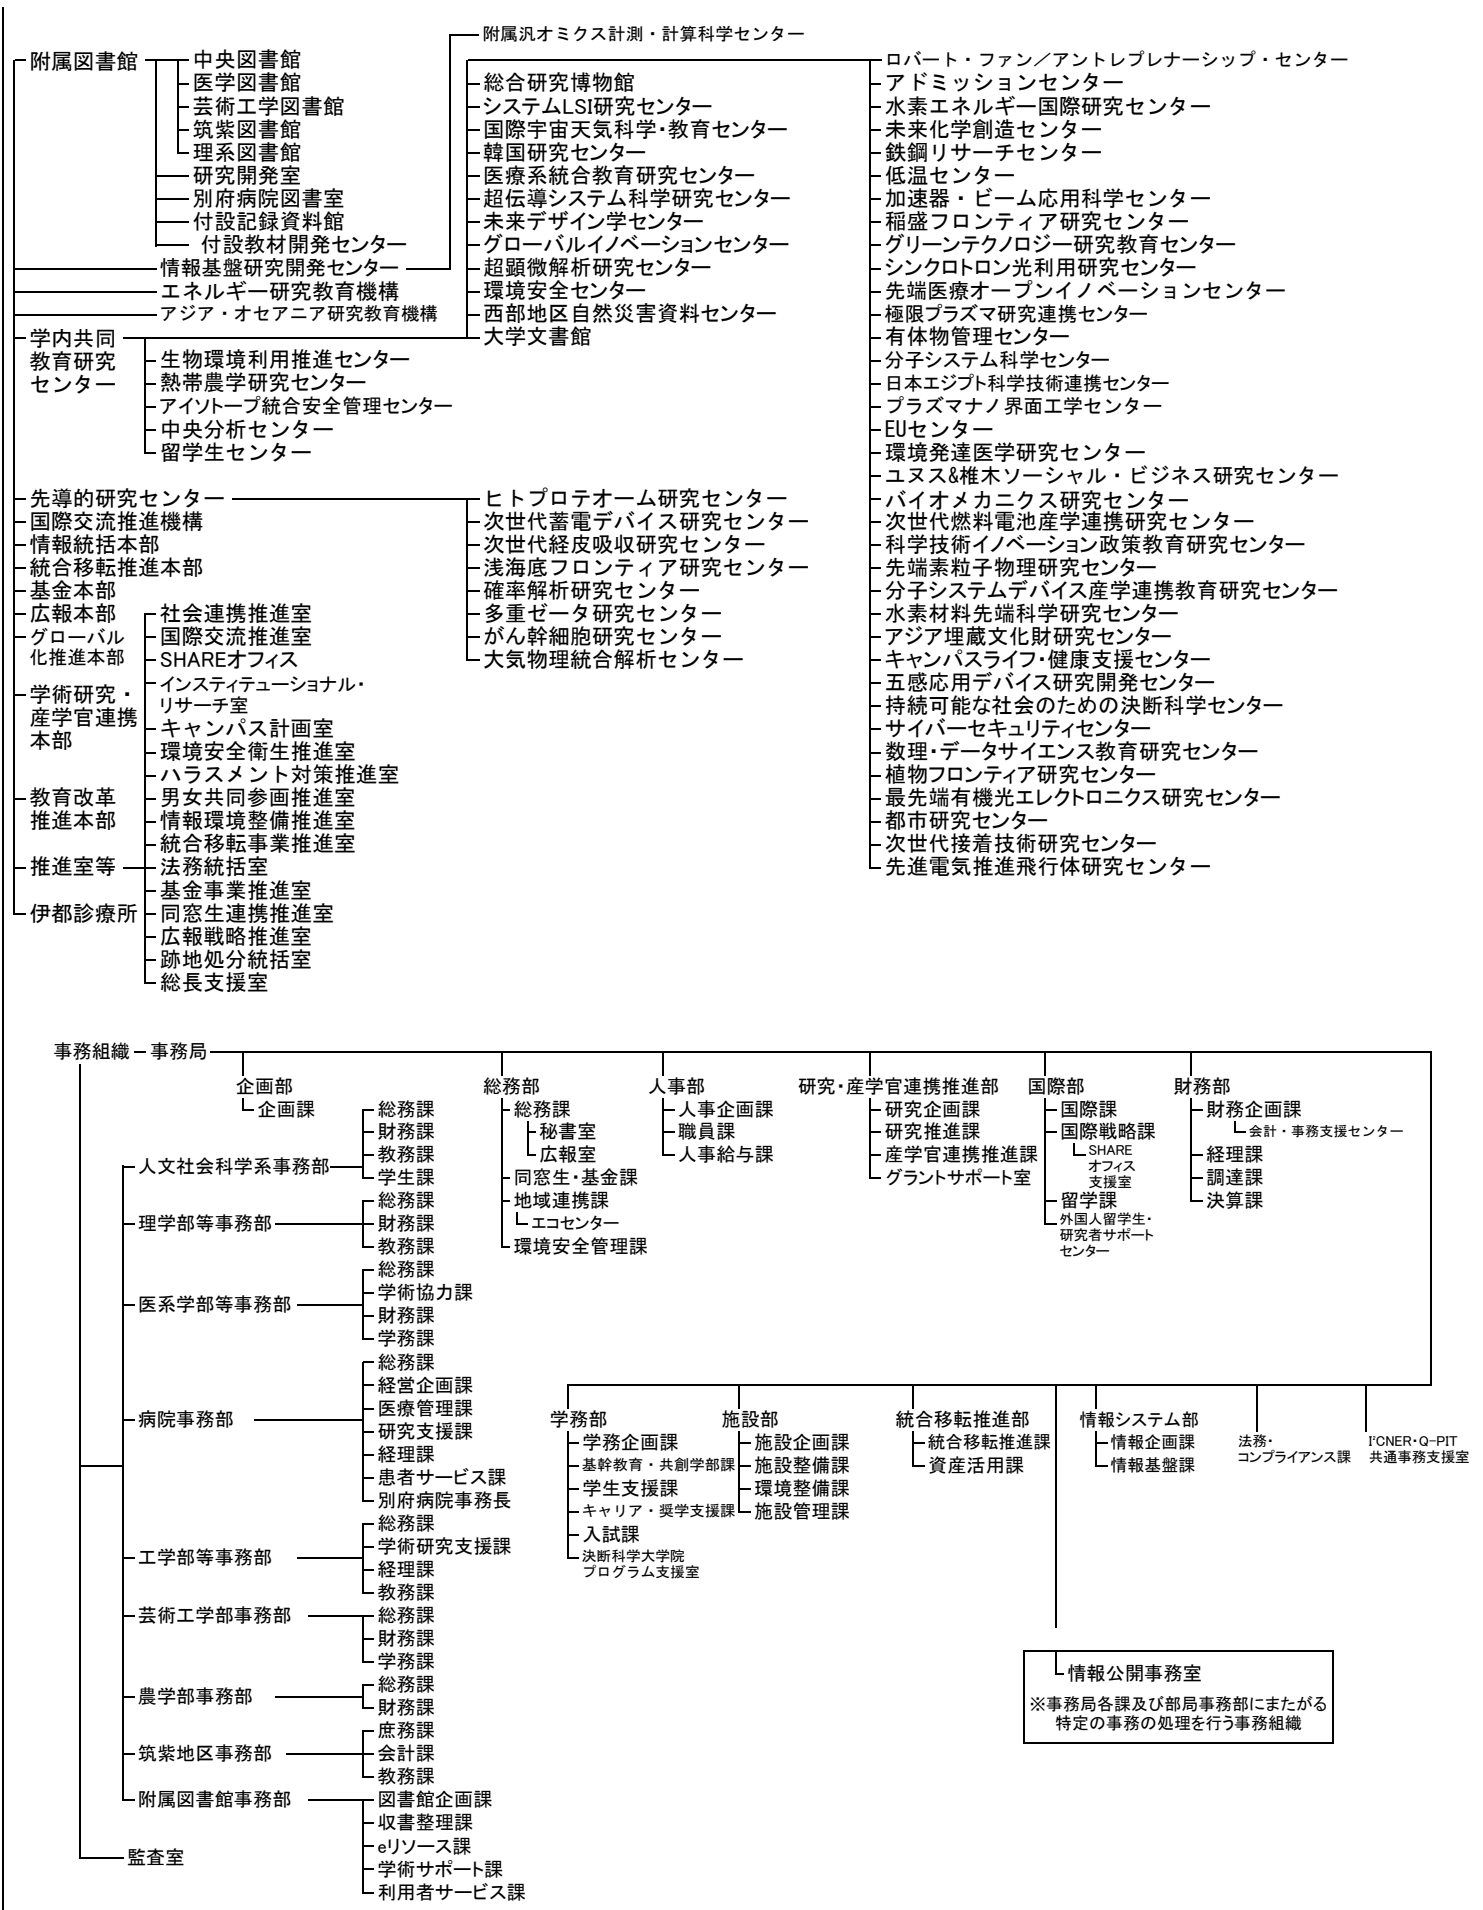 附属図書館
中央図書館
医学図書館
芸術工学図書館
筑紫図書館
理系図書館
研究開発室
別府病院図書室
付設記録資料館
付設教材開発センター
情報基盤研究開発センター
附属汎オミクス計測・計算科学センター
エネルギー研究教育機構
アジア・オセアニア研究教育機構
学内共同
教育研究
センター
生物環境利用推進センター
熱帯農学研究センター
アイソトープ統合安全管理センター
中央分析センター
留学生センター
総合研究博物館
システムLSI研究センター
国際宇宙天気科学・教育センター
韓国研究センター
医療系統合教育研究センター
超伝導システム科学研究センター
未来デザイン学センター
グローバルイノベーションセンター
超顕微解析研究センター
環境安全センター
西部地区自然災害資料センター
大学文書館
ロバート・ファン／アントレプレナーシップ・センター
アドミッションセンター
水素エネルギー国際研究センター
未来化学創造センター
鉄鋼リサーチセンター
低温センター
加速器・ビーム応用科学センター
稲盛フロンティア研究センター
グリーンテクノロジー研究教育センター
シンクロトロン光利用研究センター
先端医療オープンイノベーションセンター
極限プラズマ研究連携センター
有体物管理センター
分子システム科学センター
日本エジプト科学技術連携センター
プラズマナノ界面工学センター
EUセンター
環境発達医学研究センター
ユヌス&椎木ソーシャル・ビジネス研究センター
バイオメカニクス研究センター
次世代燃料電池産学連携研究センター
科学技術イノベーション政策教育研究センター
先端素粒子物理研究センター
分子システムデバイス産学連携教育研究センター
水素材料先端科学研究センター
アジア埋蔵文化財研究センター
キャンパスライフ・健康支援センター
五感応用デバイス研究開発センター
持続可能な社会のための決断科学センター
サイバーセキュリティセンター
数理・データサイエンス教育研究センター
植物フロンティア研究センター
最先端有機光エレクトロニクス研究センター
都市研究センター
次世代接着技術研究センター
先進電気推進飛行体研究センター
先導的研究センター
ヒトプロテオーム研究センター
次世代蓄電デバイス研究センター
次世代経皮吸収研究センター
浅海底フロンティア研究センター
確率解析研究センター
多重ゼータ研究センター
がん幹細胞研究センター
大気物理統合解析センター
国際交流推進機構
情報統括本部
統合移転推進本部
基金本部
広報本部
グローバル
化推進本部
学術研究・
産学官連携
本部
教育改革
推進本部
推進室等
社会連携推進室
国際交流推進室
SHAREオフィス
インスティテューショナル・
リサーチ室
キャンパス計画室
環境安全衛生推進室
ハラスメント対策推進室
男女共同参画推進室
情報環境整備推進室
統合移転事業推進室
法務統括室
基金事業推進室
同窓生連携推進室
広報戦略推進室
跡地処分統括室
総長支援室
伊都診療所
事務組織
事務局
企画部
企画課
総務部
総務課
秘書室
広報室
同窓生・基金課
地域連携課
エコセンター
環境安全管理課
人事部
人事企画課
職員課
人事給与課
研究・産学官連携推進部
研究企画課
研究推進課
産学官連携推進課
グラントサポート室
国際部
国際課
国際戦略課
SHARE
オフィス
支援室
留学課
外国人留学生・
研究者サポート
センター
財務部
財務企画課
会計・事務支援センター
経理課
調達課
決算課
学務部
学務企画課
基幹教育・共創学部課
学生支援課
キャリア・奨学支援課
入試課
決断科学大学院
プログラム支援室
施設部
施設企画課
施設整備課
環境整備課
施設管理課
統合移転推進部
統合移転推進課
資産活用課
情報システム部
情報企画課
情報基盤課
法務・
コンプライアンス課
I²CNER・Q-PIT
共通事務支援室
情報公開事務室
※事務局各課及び部局事務部にまたがる
特定の事務の処理を行う事務組織
人文社会科学系事務部
総務課
財務課
教務課
学生課
理学部等事務部
総務課
財務課
教務課
医系学部等事務部
総務課
学術協力課
財務課
学務課
病院事務部
総務課
経営企画課
医療管理課
研究支援課
経理課
患者サービス課
別府病院事務長
工学部等事務部
総務課
学術研究支援課
経理課
教務課
芸術工学部事務部
総務課
財務課
学務課
農学部事務部
総務課
財務課
筑紫地区事務部
庶務課
会計課
教務課
附属図書館事務部
図書館企画課
収書整理課
eリソース課
学術サポート課
利用者サービス課
監査室